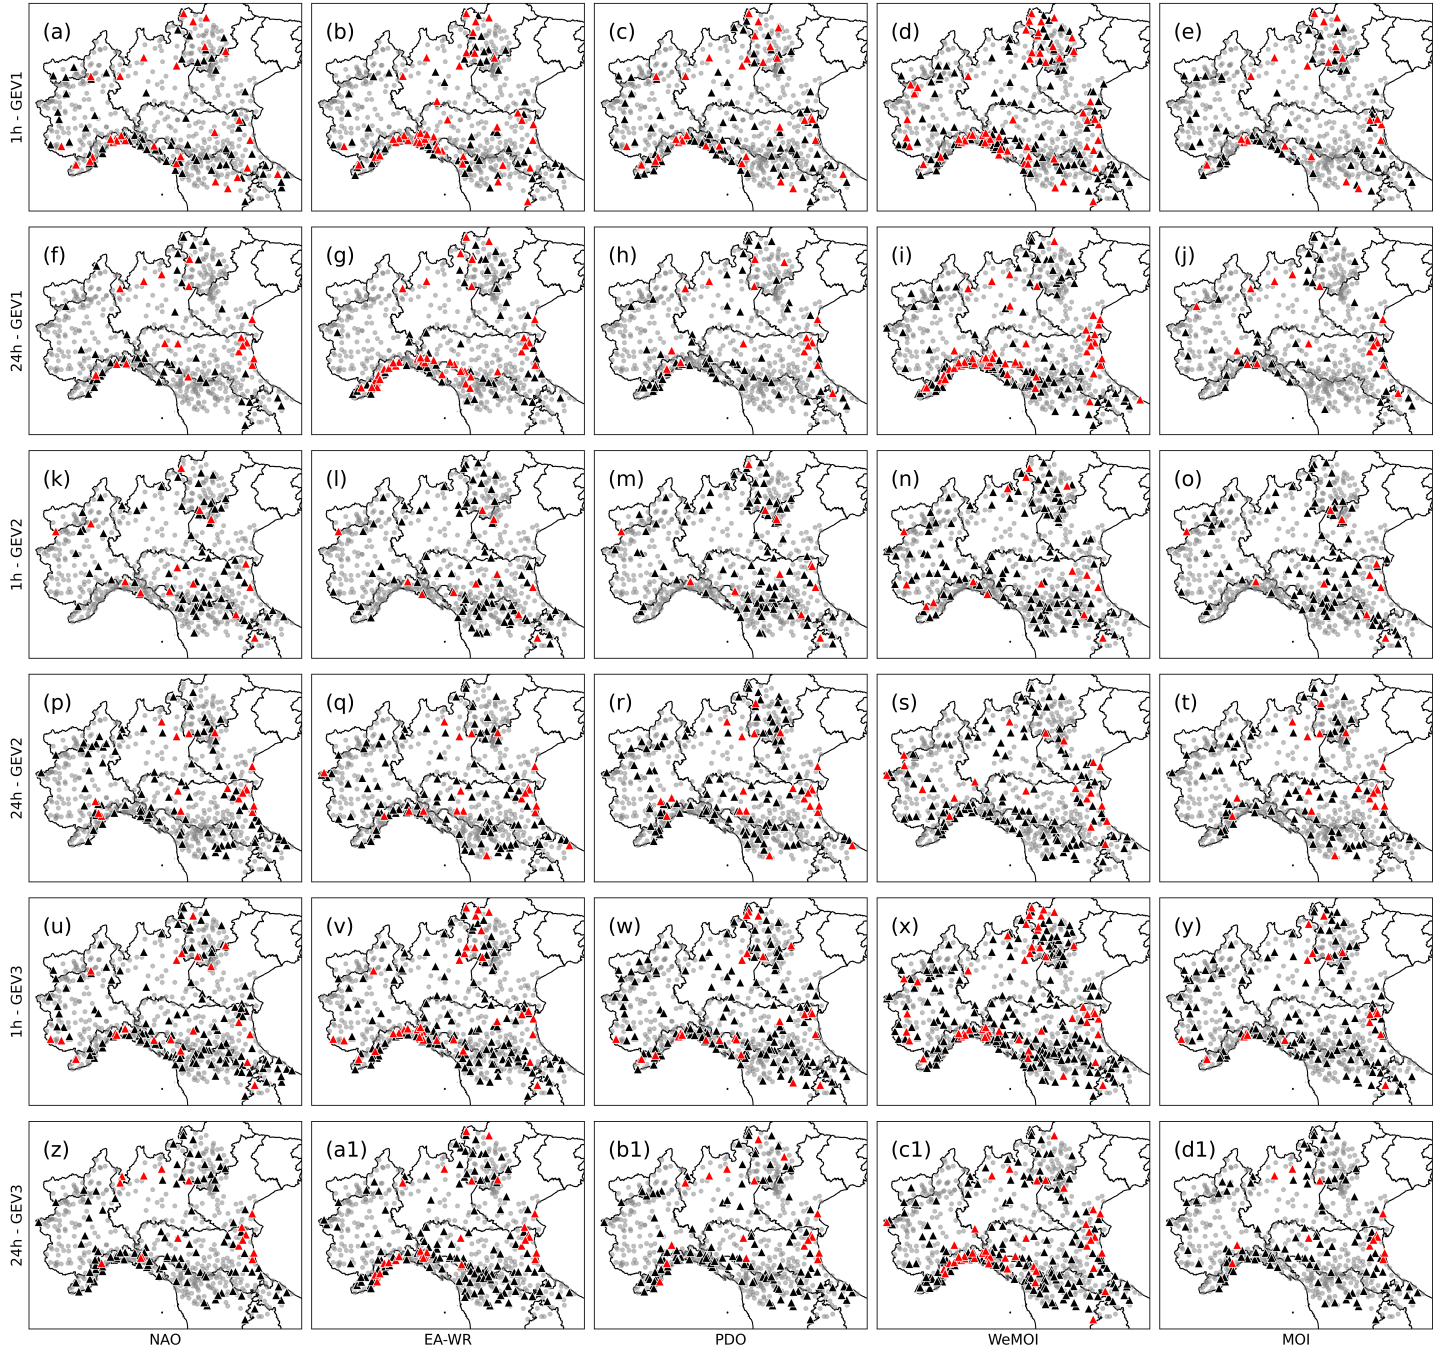 1h - GEV1
(a)
(b)
(c)
(d)
(e)
24h - GEV1
(f)
(g)
(h)
(i)
(j)
1h - GEV2
(k)
(l)
(m)
(n)
(o)
24h - GEV2
(p)
(q)
(r)
(s)
(t)
1h - GEV3
(u)
(v)
(w)
(x)
(y)
24h - GEV3
(z)
(a1)
(b1)
(c1)
(d1)
NAO
EA-WR
PDO
WeMOI
MOI